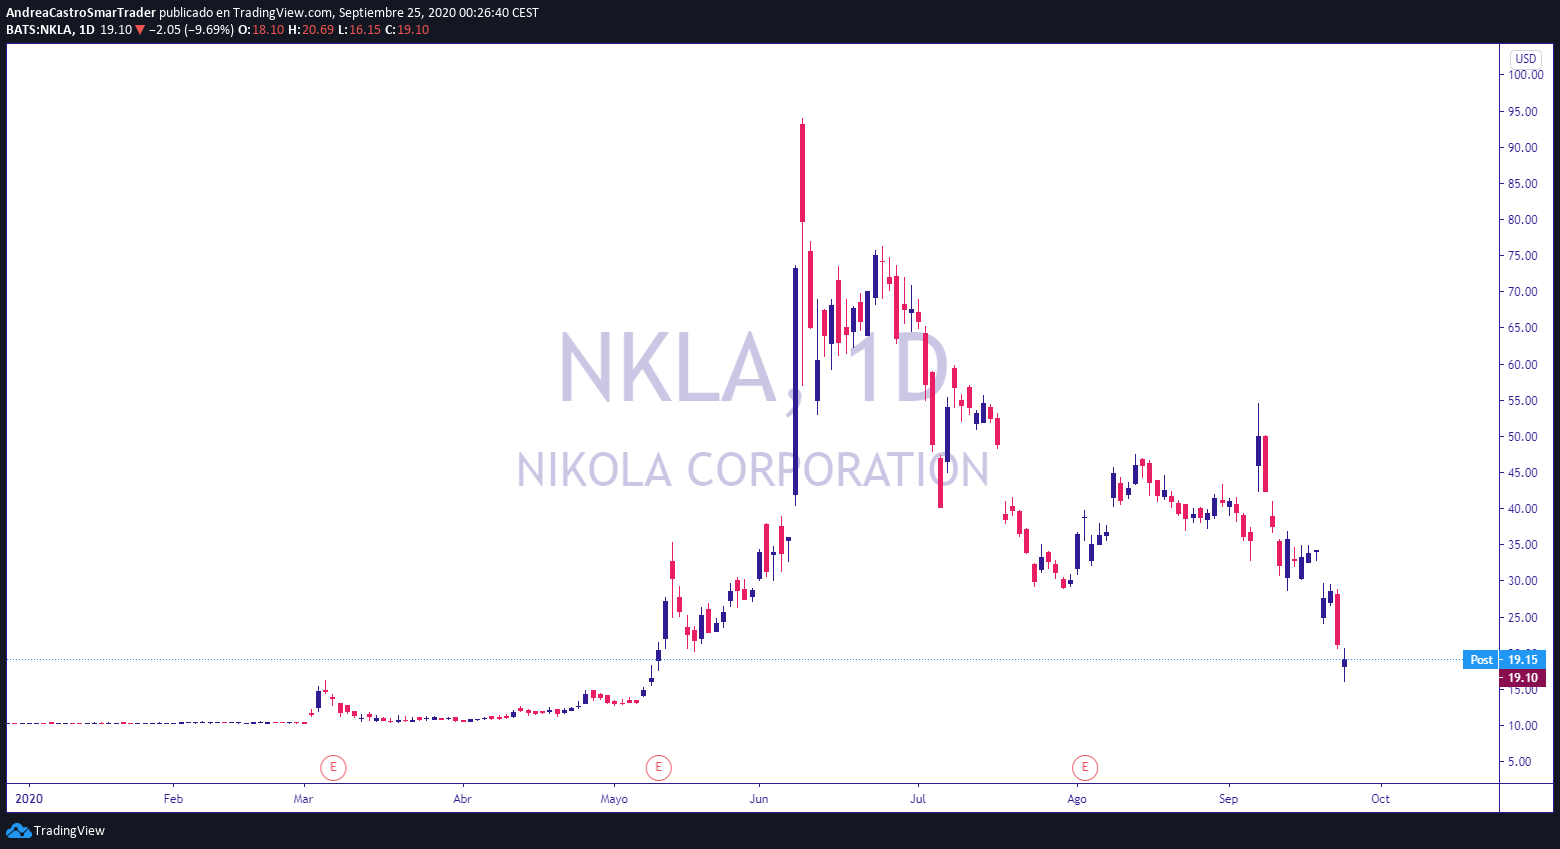 AndreaCastroSmarTrader publicado en TradingView.com, Septiembre 25, 2020 00:26:40 CEST
BATS:NKLA, 1D 19.10 ▼ −2.05 (−9.69%) O:18.10 H:20.69 L:16.15 C:19.10
USD
100.00
95.00
90.00
85.00
80.00
75.00
70.00
65.00
60.00
55.00
50.00
45.00
40.00
35.00
30.00
25.00
Post 19.15
19.10
15.00
10.00
5.00
NKLA, 1D
NIKOLA CORPORATION
E E E
2020 Feb Mar Abr Mayo Jun Jul Ago Sep Oct
TradingView